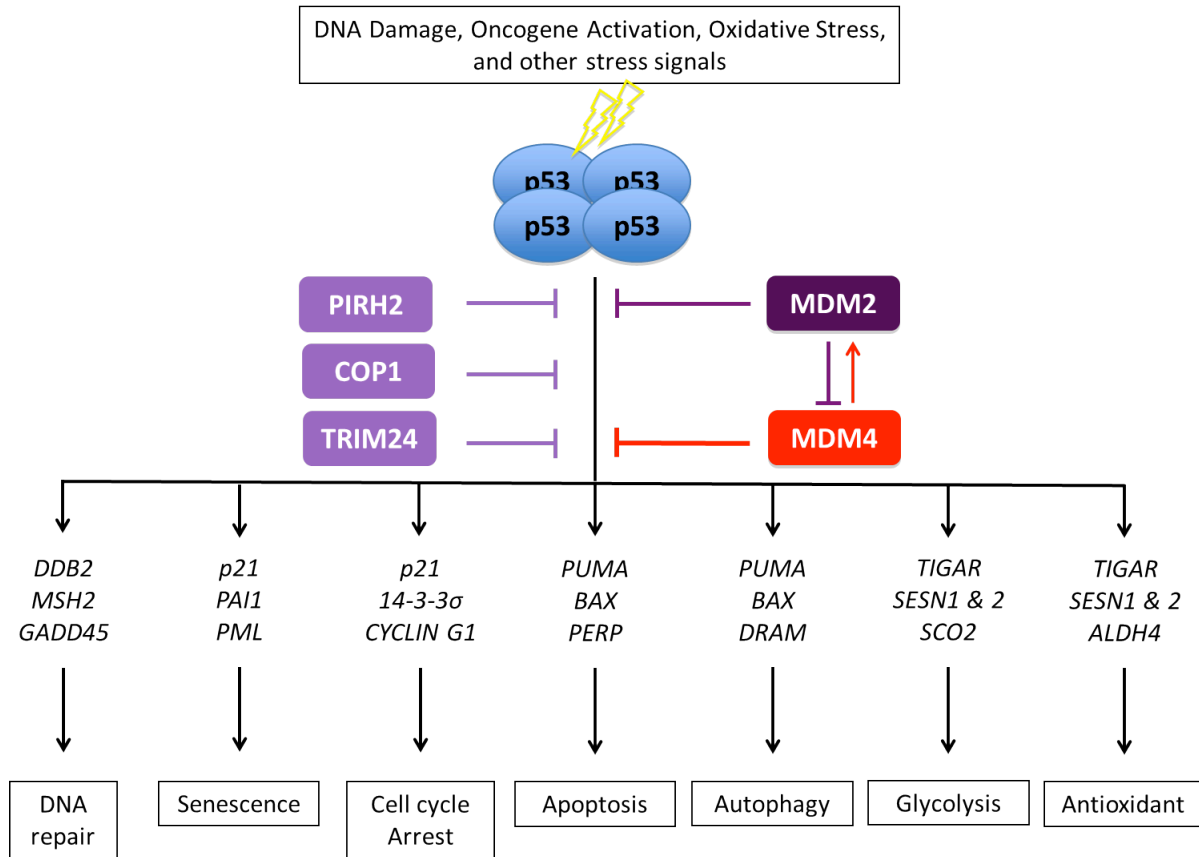 DNA Damage, Oncogene Activation, Oxidative Stress,
and other stress signals
p53 p53
p53 p53
PIRH2
MDM2
COP1
TRIM24
MDM4
DDB2
MSH2
GADD45
p21
PAI1
PML
p21
14-3-3σ
CYCLIN G1
PUMA
BAX
PERP
PUMA
BAX
DRAM
TIGAR
SESN1 & 2
SCO2
TIGAR
SESN1 & 2
ALDH4
DNA
repair
Senescence
Cell cycle
Arrest
Apoptosis
Autophagy
Glycolysis
Antioxidant